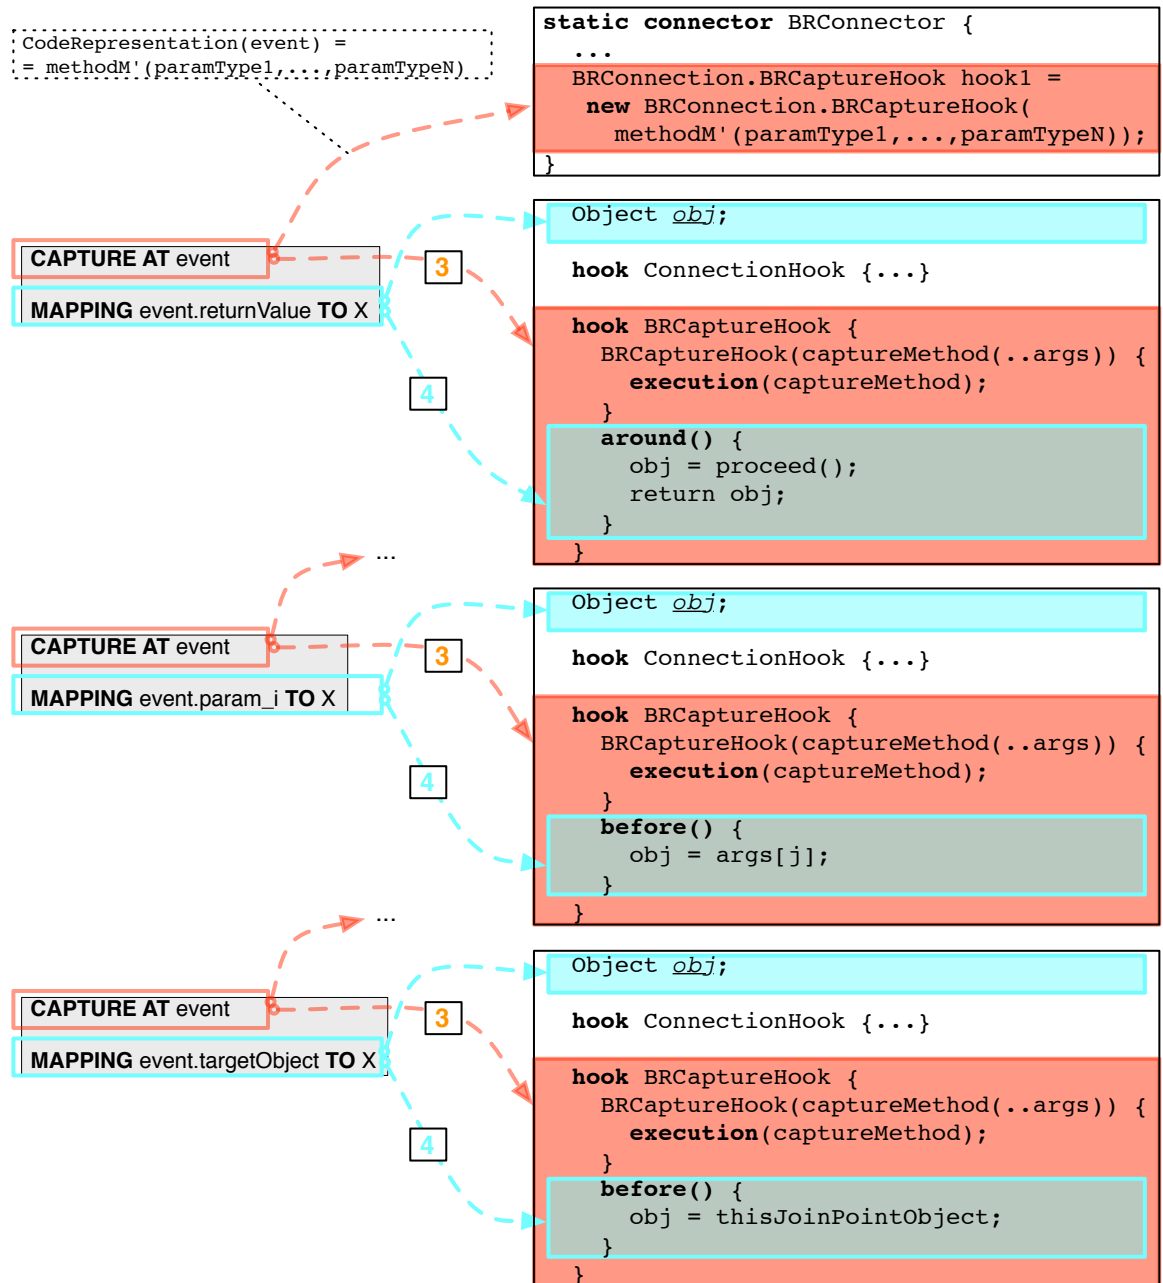 CodeRepresentation(event) =
= methodM'(paramType1,...,paramTypeN)
static connector BRConnector {
...
BRConnection.BRCaptureHook hook1 =
new BRConnection.BRCaptureHook(
methodM'(paramType1,...,paramTypeN));
}
CAPTURE AT event
MAPPING event.returnValue TO X
3
4
Object obj;
hook ConnectionHook {...}
hook BRCaptureHook {
BRCaptureHook(captureMethod(..args)) {
execution(captureMethod);
}
around() {
obj = proceed();
return obj;
}
}
...
CAPTURE AT event
MAPPING event.param_i TO X
3
4
Object obj;
hook ConnectionHook {...}
hook BRCaptureHook {
BRCaptureHook(captureMethod(..args)) {
execution(captureMethod);
}
before() {
obj = args[j];
}
}
...
CAPTURE AT event
MAPPING event.targetObject TO X
3
4
Object obj;
hook ConnectionHook {...}
hook BRCaptureHook {
BRCaptureHook(captureMethod(..args)) {
execution(captureMethod);
}
before() {
obj = thisJoinPointObject;
}
}